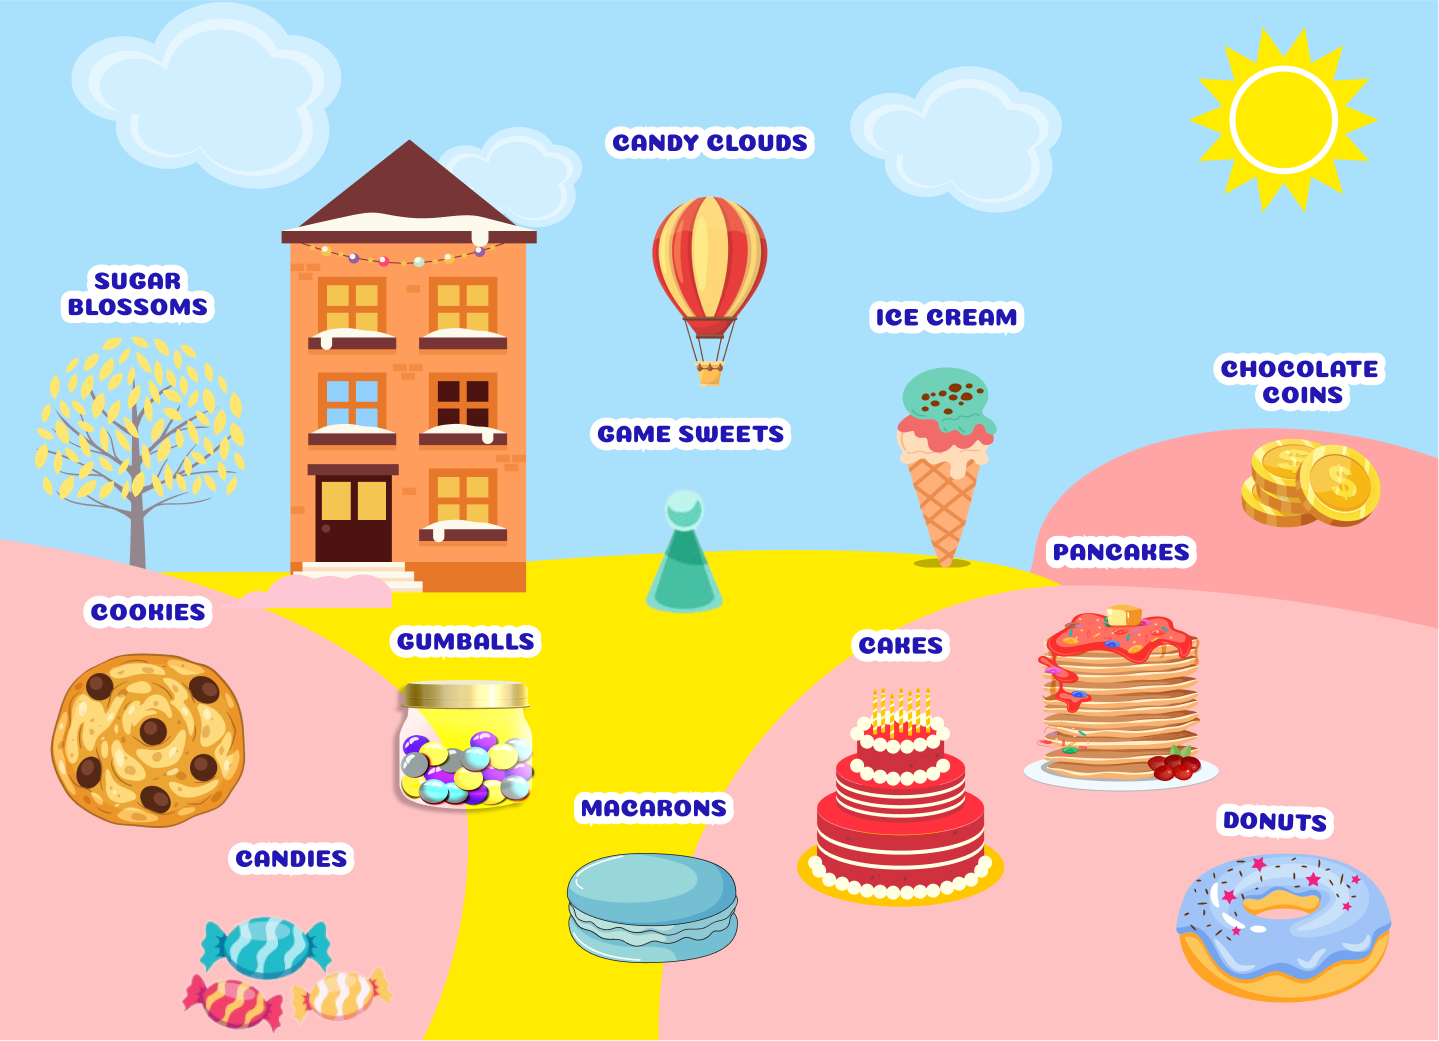 CANDY CLOUDS
SUGAR
BLOSSOMS
ICE CREAM
CHOCOLATE
COINS
GAME SWEETS
PANCAKES
COOKIES
GUMBALLS
CAKES
MACARONS
DONUTS
CANDIES
$
$